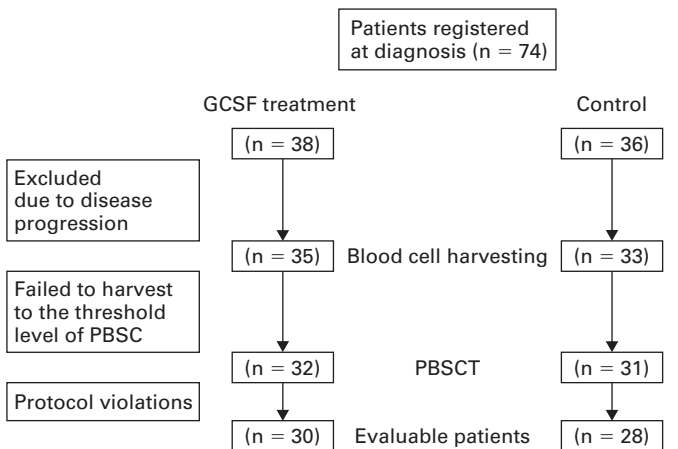 Patients registered
at diagnosis (n = 74)
GCSF treatment
Control
(n = 38)
(n = 36)
Excluded
due to disease
progression
(n = 35)
Blood cell harvesting
(n = 33)
Failed to harvest
to the threshold
level of PBSC
(n = 32)
PBSCT
(n = 31)
Protocol violations
(n = 30)
Evaluable patients
(n = 28)